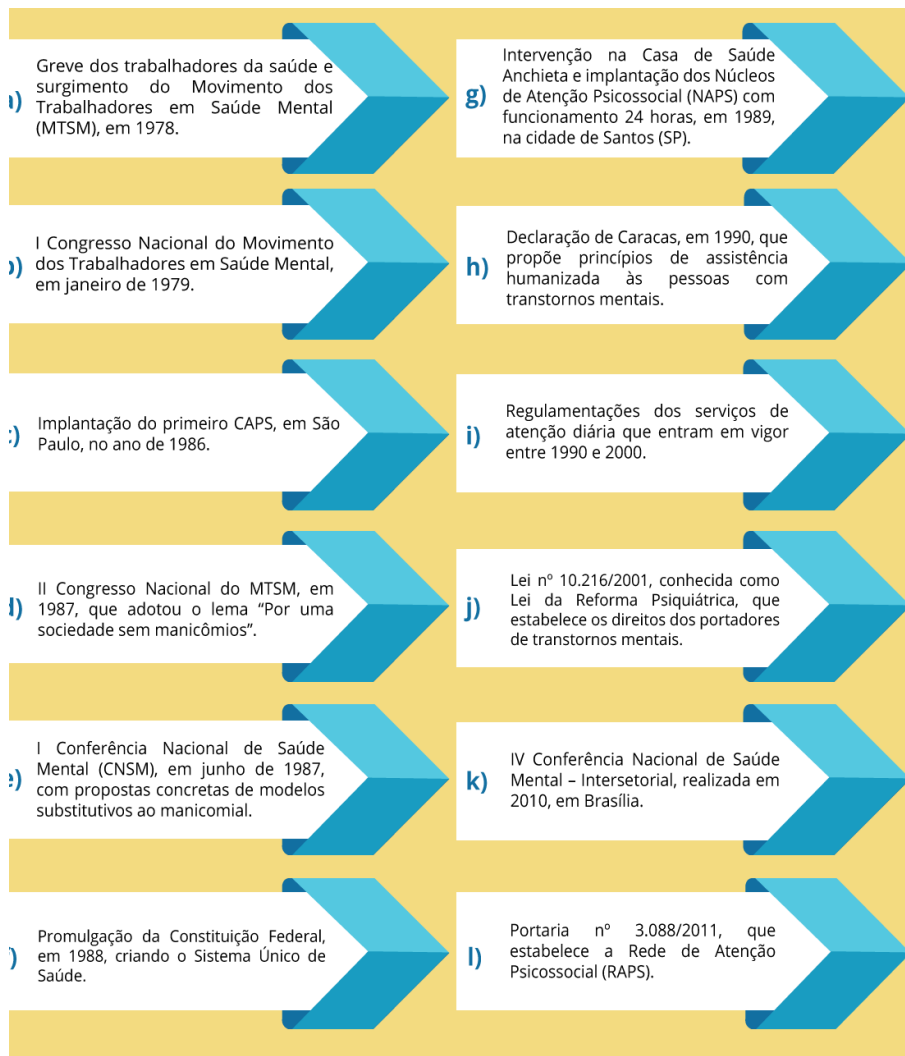 a)
Greve dos trabalhadores da saúde e
surgimento do Movimento dos
Trabalhadores em Saúde Mental
(MTSM), em 1978.
b)
I Congresso Nacional do Movimento
dos Trabalhadores em Saúde Mental,
em janeiro de 1979.
c)
Implantação do primeiro CAPS, em São
Paulo, no ano de 1986.
d)
II Congresso Nacional do MTSM, em
1987, que adotou o lema “Por uma
sociedade sem manicômios”.
e)
I Conferência Nacional de Saúde
Mental (CNSM), em junho de 1987,
com propostas concretas de modelos
substitutivos ao manicomial.
f)
Promulgação da Constituição Federal,
em 1988, criando o Sistema Único de
Saúde.
g)
Intervenção na Casa de Saúde
Anchieta e implantação dos Núcleos
de Atenção Psicossocial (NAPS) com
funcionamento 24 horas, em 1989,
na cidade de Santos (SP).
h)
Declaração de Caracas, em 1990, que
propõe princípios de assistência
humanizada às pessoas com
transtornos mentais.
i)
Regulamentações dos serviços de
atenção diária que entram em vigor
entre 1990 e 2000.
j)
Lei nº 10.216/2001, conhecida como
Lei da Reforma Psiquiátrica, que
estabelece os direitos dos portadores
de transtornos mentais.
k)
IV Conferência Nacional de Saúde
Mental – Intersetorial, realizada em
2010, em Brasília.
l)
Portaria nº 3.088/2011, que
estabelece a Rede de Atenção
Psicossocial (RAPS).